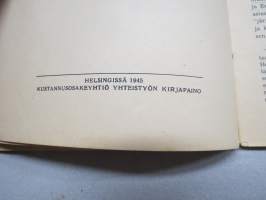 HELSINGISSÄ 1945
KUSTANNUSOSAKEYHTIÖ YHTEISTYÖN KIRJAPAINO